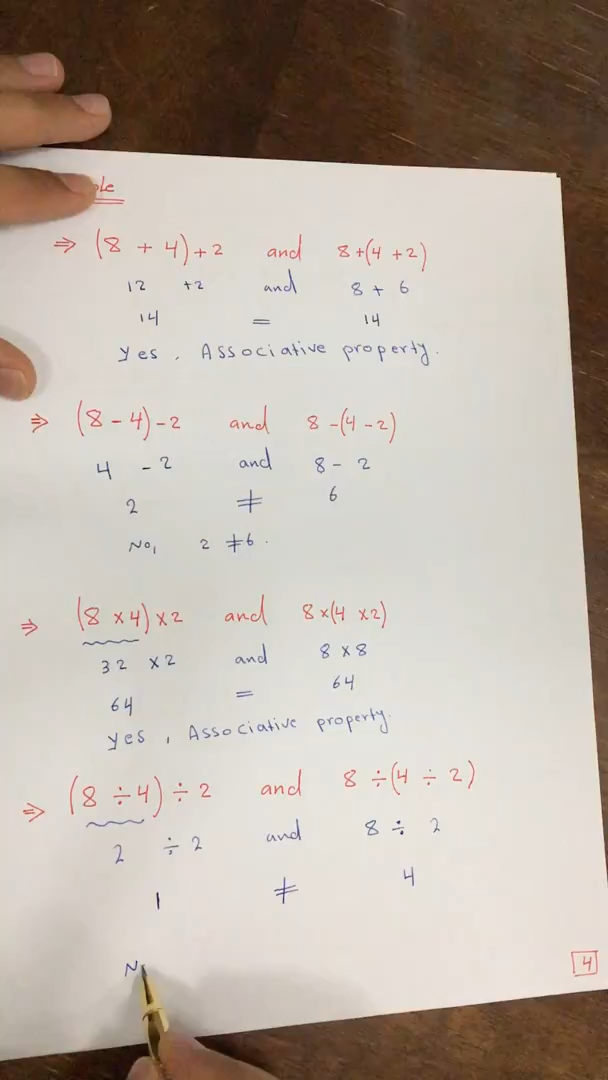 ⇒ (8 + 4) + 2 and 8+(4 + 2)
12 +2 and 8 + 6
14 = 14
Yes, Associative property.
⇒ (8 - 4) - 2 and 8 -(4 - 2)
4 - 2 and 8 - 2
2 ≠ 6
No, 2 ≠ 6.
⇒ (8 × 4) × 2 and 8×(4 × 2)
32 × 2 and 8 × 8
64 = 64
Yes, Associative property.
⇒ (8 ÷ 4) ÷ 2 and 8 ÷(4 ÷ 2)
2 ÷ 2 and 8 ÷ 2
1 ≠ 4
N
4